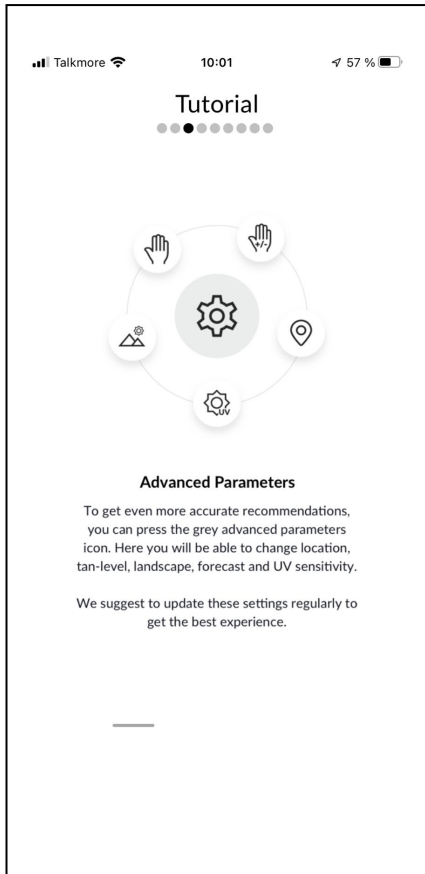 Talkmore 10:01 57 %
Tutorial
+/-
UV
Advanced Parameters
To get even more accurate recommendations,
you can press the grey advanced parameters
icon. Here you will be able to change location,
tan-level, landscape, forecast and UV sensitivity.
We suggest to update these settings regularly to
get the best experience.